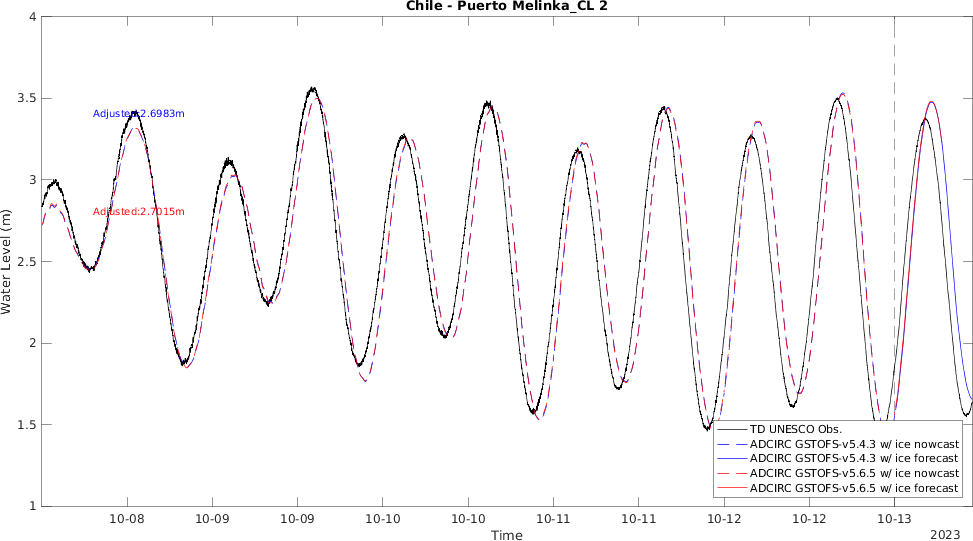 Chile - Puerto Melinka_CL 2
Water Level (m)
4
3.5
3
2.5
2
1.5
1
Adjusted:2.6983m
Adjusted:2.7015m
TD UNESCO Obs.
ADCIRC GSTOFS-v5.4.3 w/ ice nowcast
ADCIRC GSTOFS-v5.4.3 w/ ice forecast
ADCIRC GSTOFS-v5.6.5 w/ ice nowcast
ADCIRC GSTOFS-v5.6.5 w/ ice forecast
10-08 10-09 10-09 10-10 10-10 10-11 10-11 10-12 10-12 10-13
Time
2023